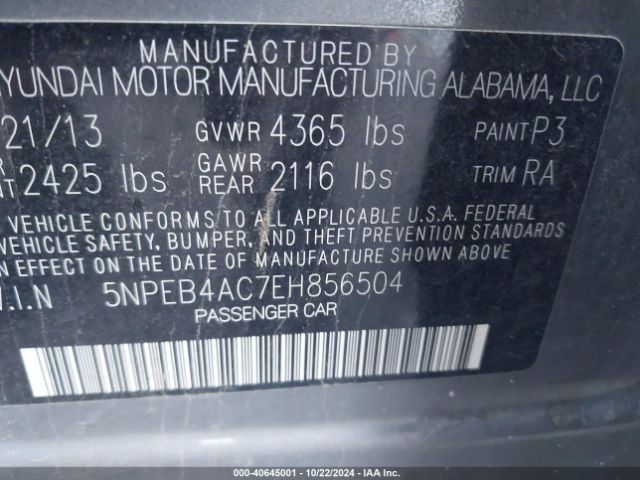 MANUFACTURED BY
YUNDAI MOTOR MANUFACTURING ALABAMA, LLC
21/13 GVWR 4365 lbs PAINT P3
2425 lbs GAWR REAR 2116 lbs TRIM RA
VEHICLE CONFORMS TO ALL APPLICABLE U.S.A. FEDERAL
VEHICLE SAFETY, BUMPER, AND THEFT PREVENTION STANDARDS
N EFFECT ON THE DATE OF MANUFACTURE SHOWN ABOVE.
.I.N 5NPEB4AC7EH856504
PASSENGER CAR
000-40645001 - 10/22/2024 - IAA Inc.